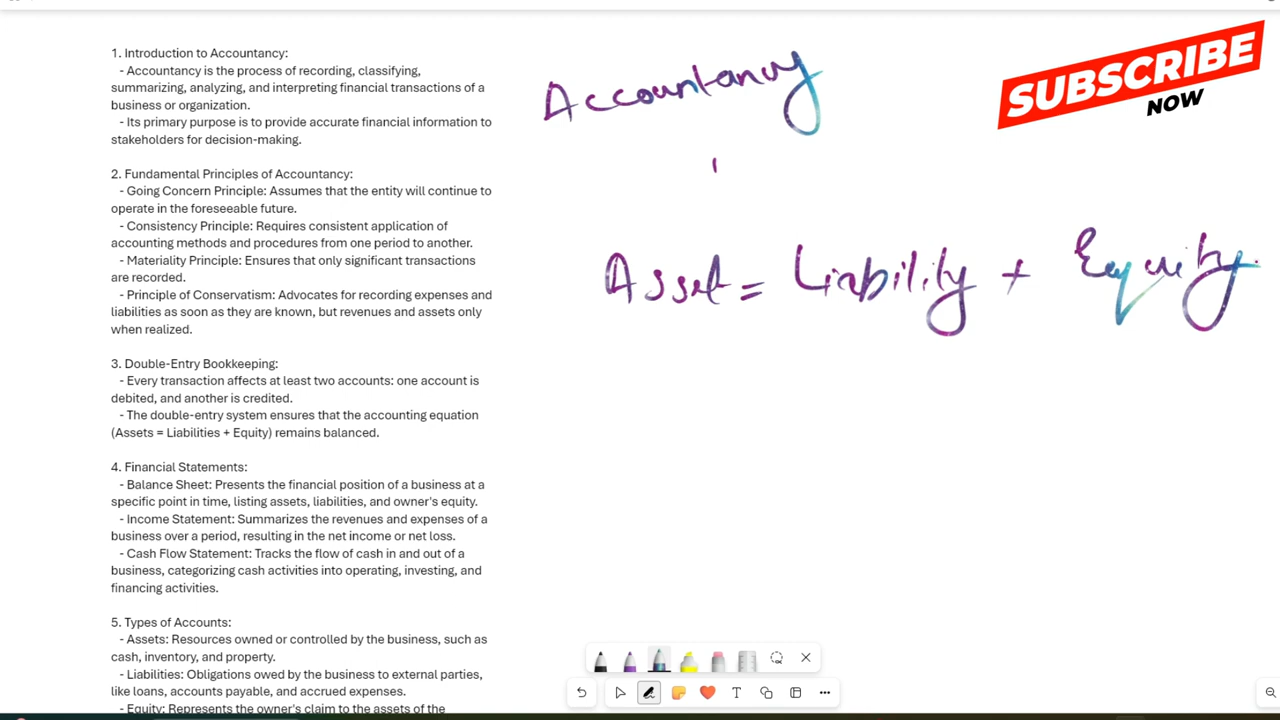 1. Introduction to Accountancy:
- Accountancy is the process of recording, classifying,
summarizing, analyzing, and interpreting financial transactions of a
business or organization.
- Its primary purpose is to provide accurate financial information to
stakeholders for decision-making.
2. Fundamental Principles of Accountancy:
- Going Concern Principle: Assumes that the entity will continue to
operate in the foreseeable future.
- Consistency Principle: Requires consistent application of
accounting methods and procedures from one period to another.
- Materiality Principle: Ensures that only significant transactions
are recorded.
- Principle of Conservatism: Advocates for recording expenses and
liabilities as soon as they are known, but revenues and assets only
when realized.
3. Double-Entry Bookkeeping:
- Every transaction affects at least two accounts: one account is
debited, and another is credited.
- The double-entry system ensures that the accounting equation
(Assets = Liabilities + Equity) remains balanced.
4. Financial Statements:
- Balance Sheet: Presents the financial position of a business at a
specific point in time, listing assets, liabilities, and owner's equity.
- Income Statement: Summarizes the revenues and expenses of a
business over a period, resulting in the net income or net loss.
- Cash Flow Statement: Tracks the flow of cash in and out of a
business, categorizing cash activities into operating, investing, and
financing activities.
5. Types of Accounts:
- Assets: Resources owned or controlled by the business, such as
cash, inventory, and property.
- Liabilities: Obligations owed by the business to external parties,
like loans, accounts payable, and accrued expenses.
- Equity: Represents the owner's claim to the assets of the
Accountancy
Asset = Liability + Equity.
SUBSCRIBE
NOW